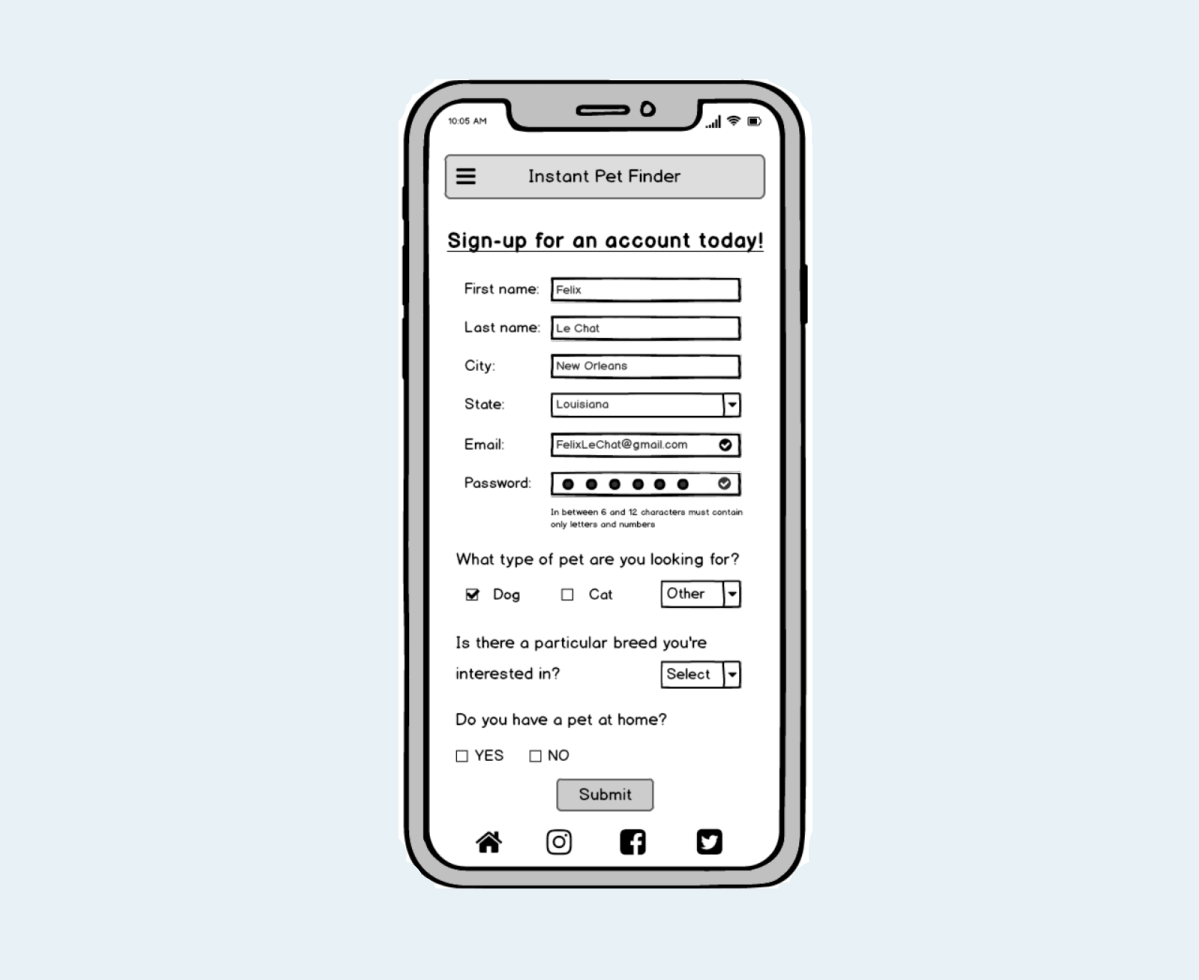 10:05 AM
Instant Pet Finder
Sign-up for an account today!
First name: Felix
Last name: Le Chat
City: New Orleans
State: Louisiana
Email: FelixLeChat@gmail.com
Password:
In between 6 and 12 characters must contain
only letters and numbers
What type of pet are you looking for?
Dog Cat Other
Is there a particular breed you're
interested in? Select
Do you have a pet at home?
YES NO
Submit